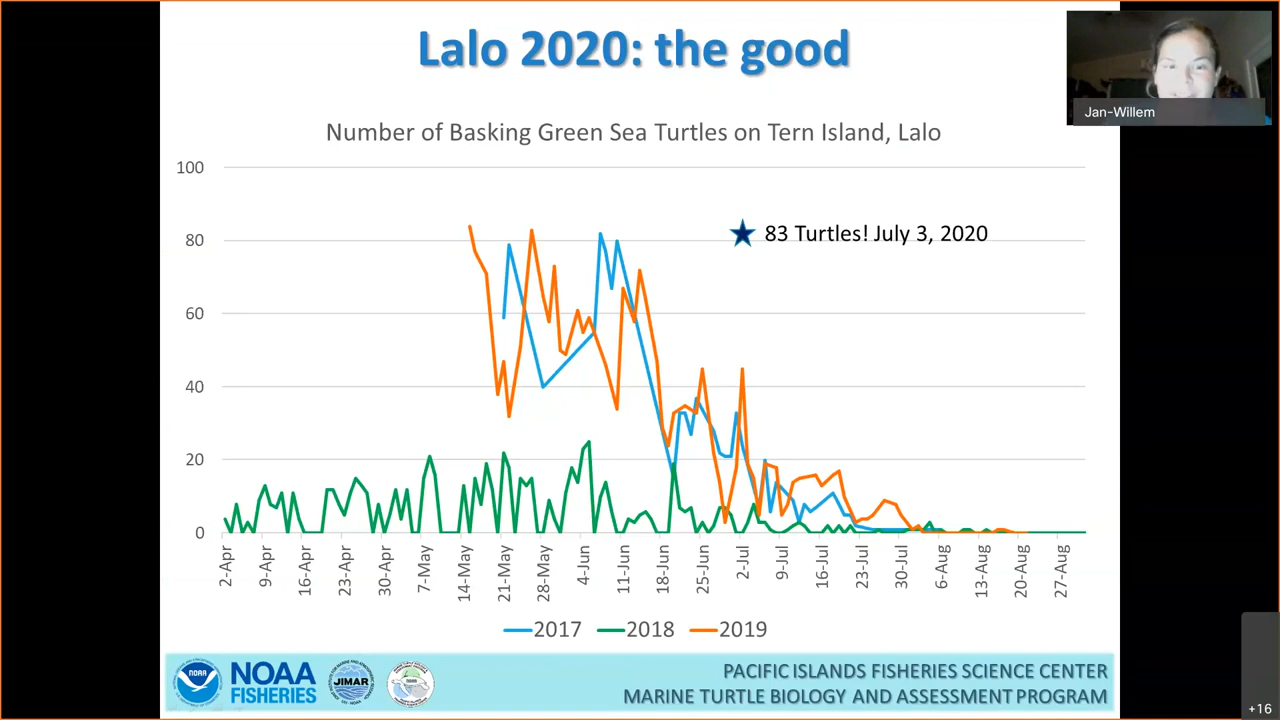 Lalo 2020: the good
Jan-Willem
Number of Basking Green Sea Turtles on Tern Island, Lalo
100
80
60
40
20
0
83 Turtles! July 3, 2020
2-Apr
9-Apr
16-Apr
23-Apr
30-Apr
7-May
14-May
21-May
28-May
4-Jun
11-Jun
18-Jun
25-Jun
2-Jul
9-Jul
16-Jul
23-Jul
30-Jul
6-Aug
13-Aug
20-Aug
27-Aug
2017
2018
2019
NOAA
NOAA
FISHERIES
JIMAR
PACIFIC ISLANDS FISHERIES SCIENCE CENTER
MARINE TURTLE BIOLOGY AND ASSESSMENT PROGRAM
+16